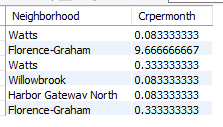 Neighborhood Crpermonth
Watts 0.083333333
Florence-Graham 9.666666667
Watts 0.333333333
Willowbrook 0.083333333
Harbor Gateway North 0.083333333
Florence-Graham 0.333333333